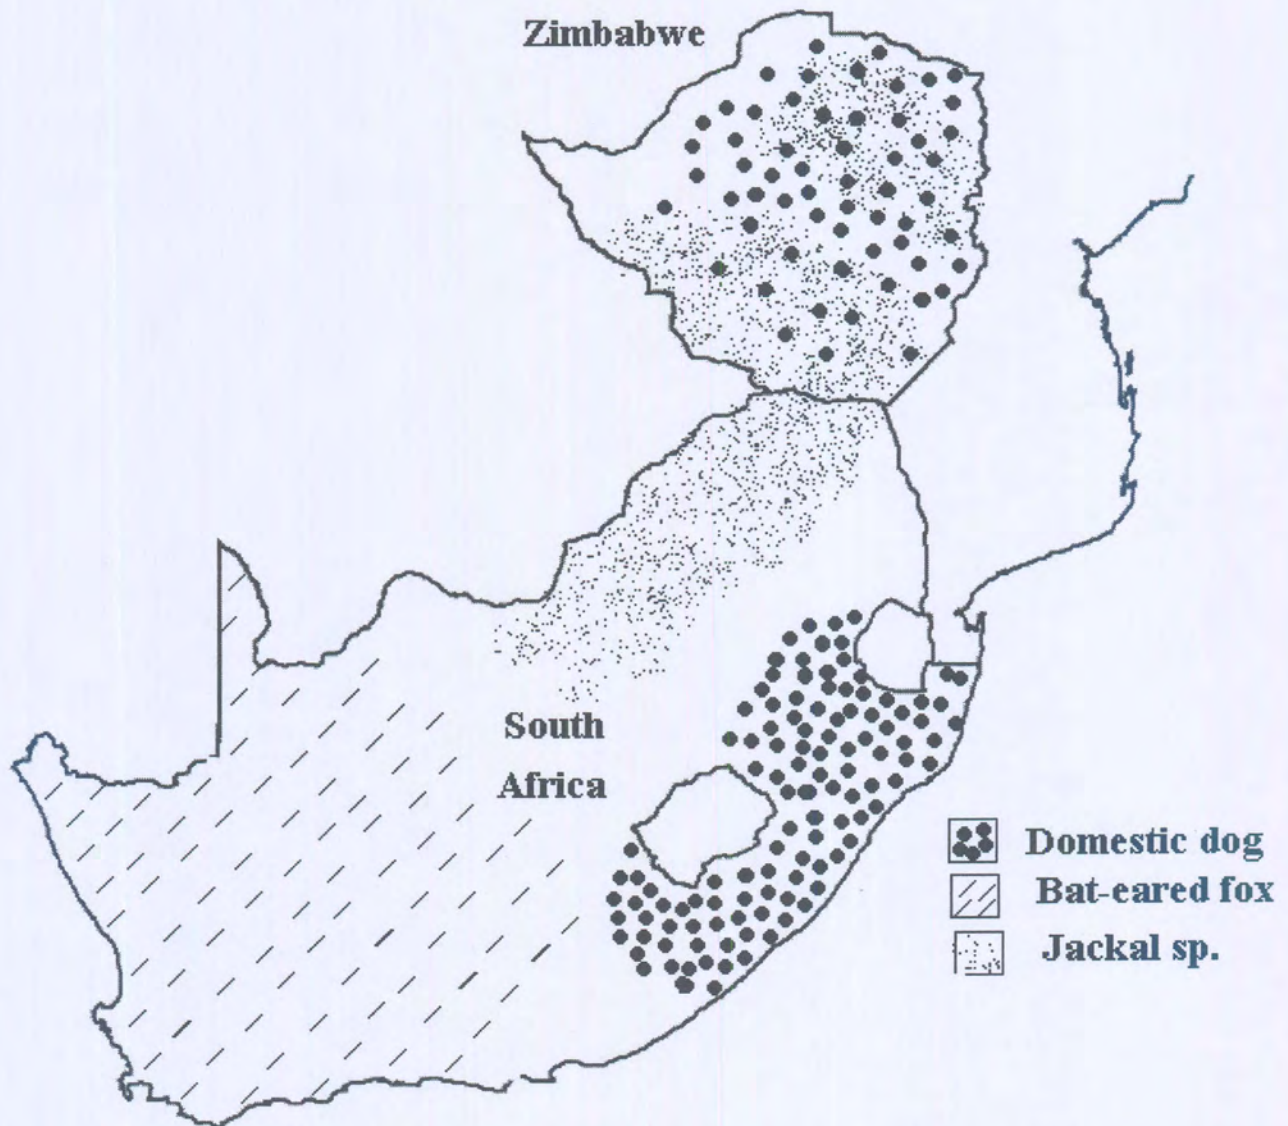 Zimbabwe
South
Africa
Domestic dog
Bat-eared fox
Jackal sp.